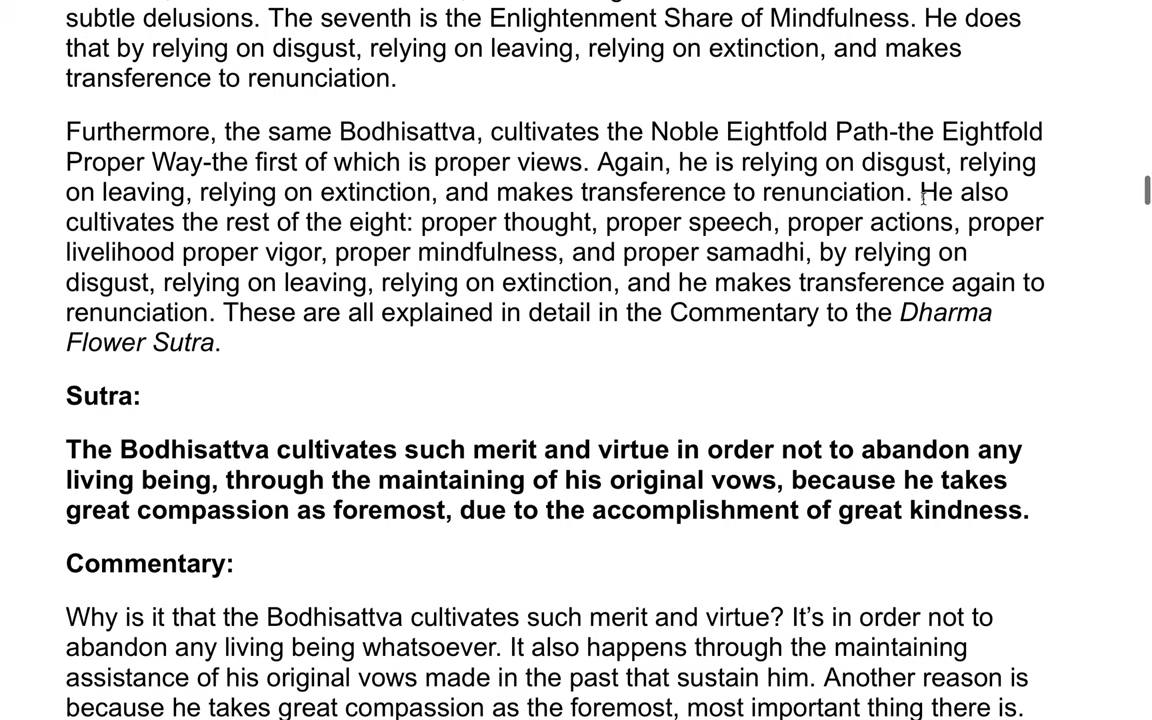 subtle delusions. The seventh is the Enlightenment Share of Mindfulness. He does
that by relying on disgust, relying on leaving, relying on extinction, and makes
transference to renunciation.
Furthermore, the same Bodhisattva, cultivates the Noble Eightfold Path-the Eightfold
Proper Way-the first of which is proper views. Again, he is relying on disgust, relying
on leaving, relying on extinction, and makes transference to renunciation. He also
cultivates the rest of the eight: proper thought, proper speech, proper actions, proper
livelihood proper vigor, proper mindfulness, and proper samadhi, by relying on
disgust, relying on leaving, relying on extinction, and he makes transference again to
renunciation. These are all explained in detail in the Commentary to the Dharma
Flower Sutra.
Sutra:
The Bodhisattva cultivates such merit and virtue in order not to abandon any
living being, through the maintaining of his original vows, because he takes
great compassion as foremost, due to the accomplishment of great kindness.
Commentary:
Why is it that the Bodhisattva cultivates such merit and virtue? It’s in order not to
abandon any living being whatsoever. It also happens through the maintaining
assistance of his original vows made in the past that sustain him. Another reason is
because he takes great compassion as the foremost, most important thing there is.